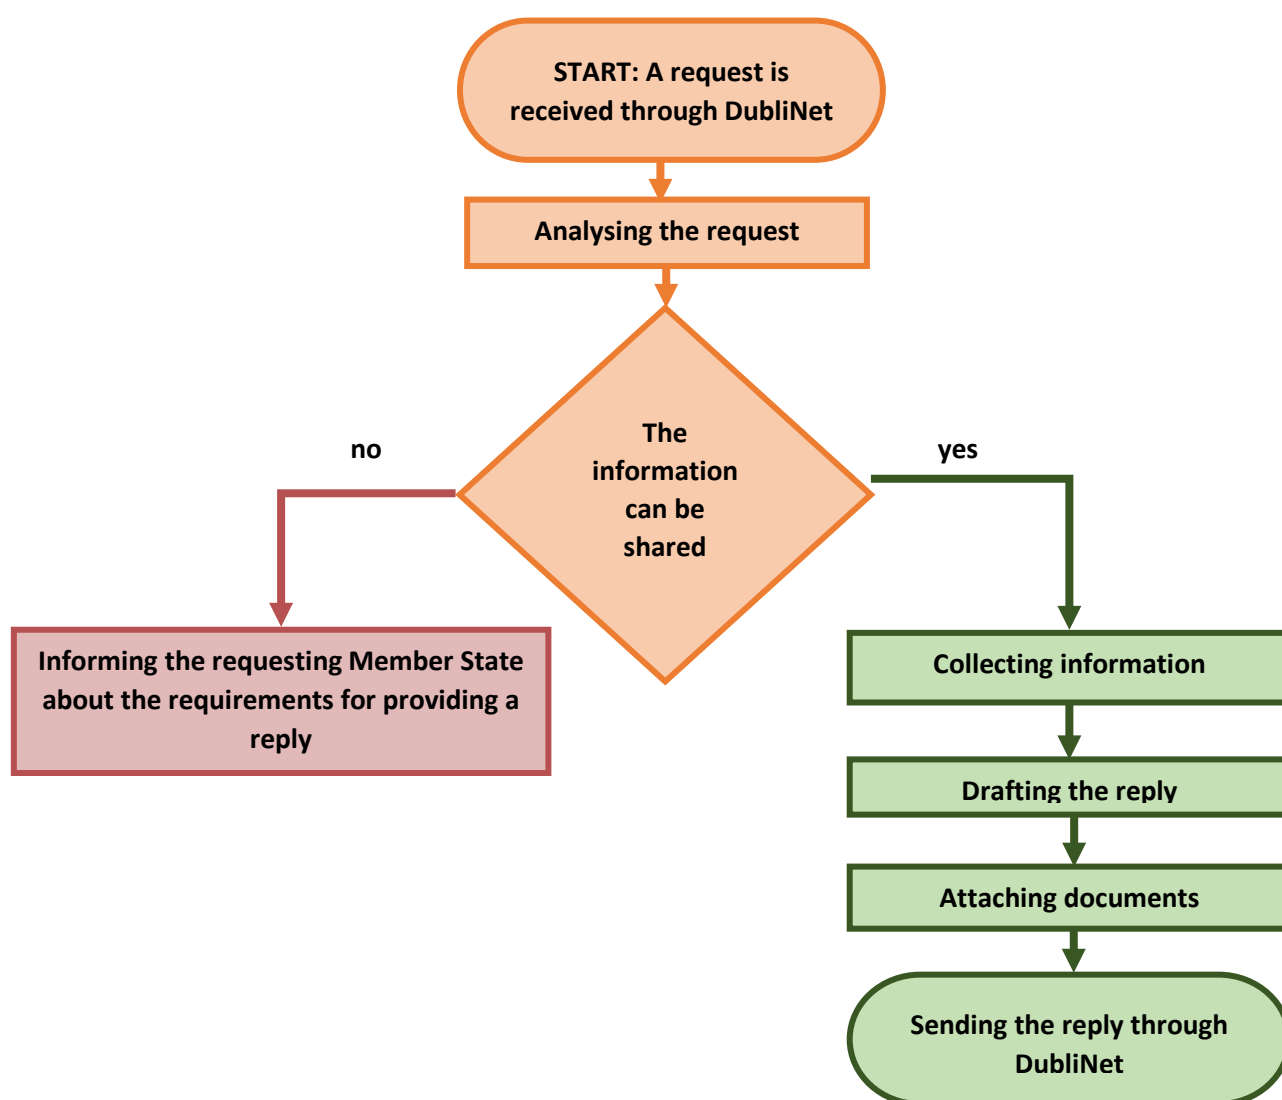 START: A request is
received through DubliNet
Analysing the request
The
information
can be
shared
no
yes
Informing the requesting Member State
about the requirements for providing a
reply
Collecting information
Drafting the reply
Attaching documents
Sending the reply through
DubliNet